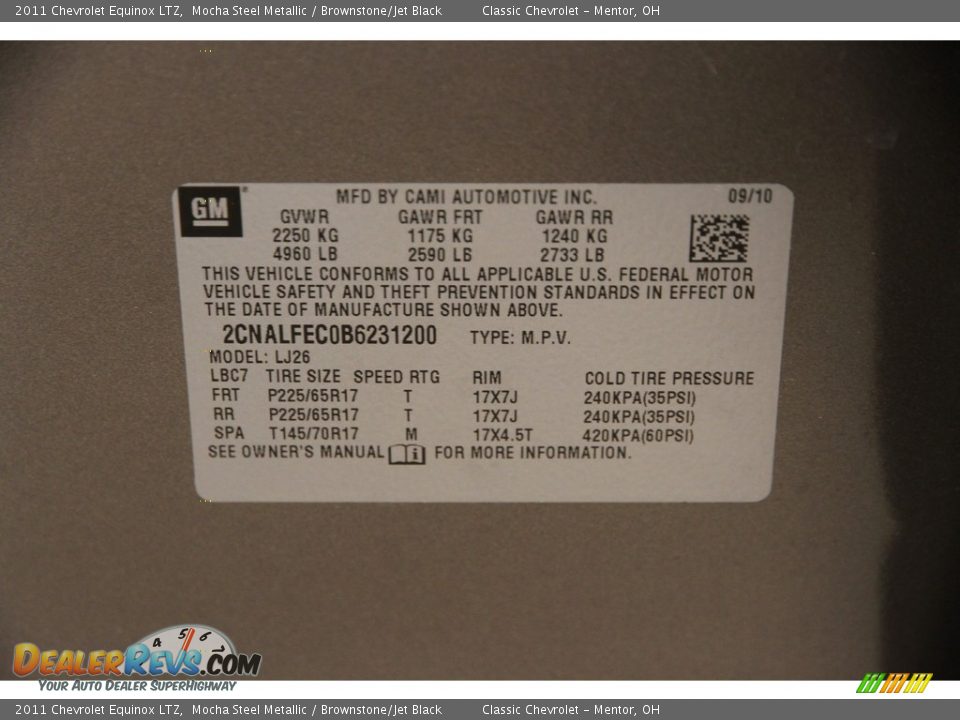 2011 Chevrolet Equinox LTZ, Mocha Steel Metallic / Brownstone/Jet Black Classic Chevrolet - Mentor, OH
GM MFD BY CAMI AUTOMOTIVE INC. 09/10
GVWR GAWR FRT GAWR RR
2250 KG 1175 KG 1240 KG
4960 LB 2590 LB 2733 LB
THIS VEHICLE CONFORMS TO ALL APPLICABLE U.S. FEDERAL MOTOR
VEHICLE SAFETY AND THEFT PREVENTION STANDARDS IN EFFECT ON
THE DATE OF MANUFACTURE SHOWN ABOVE.
2CNALFEC0B6231200 TYPE: M.P.V.
MODEL: LJ26
LBC7 TIRE SIZE SPEED RTG RIM COLD TIRE PRESSURE
FRT P225/65R17 T 17X7J 240KPA(35PSI)
RR P225/65R17 T 17X7J 240KPA(35PSI)
SPA T145/70R17 M 17X4.5T 420KPA(60PSI)
SEE OWNER'S MANUAL i FOR MORE INFORMATION.
4 5 6
DEALERREVS.COM
YOUR AUTO DEALER SUPERHIGHWAY
2011 Chevrolet Equinox LTZ, Mocha Steel Metallic / Brownstone/Jet Black Classic Chevrolet - Mentor, OH